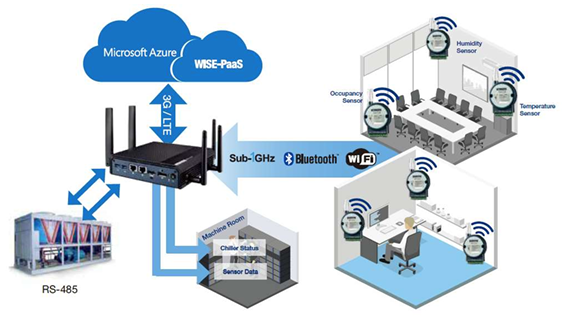 Microsoft Azure
WISE-PaaS
3G / LTE
Humidity
Sensor
Occupancy
Sensor
Temperature
Sensor
Sub-1GHz
Bluetooth™
WiFi
Machine Room
Chiller Status
Sensor Data
RS-485